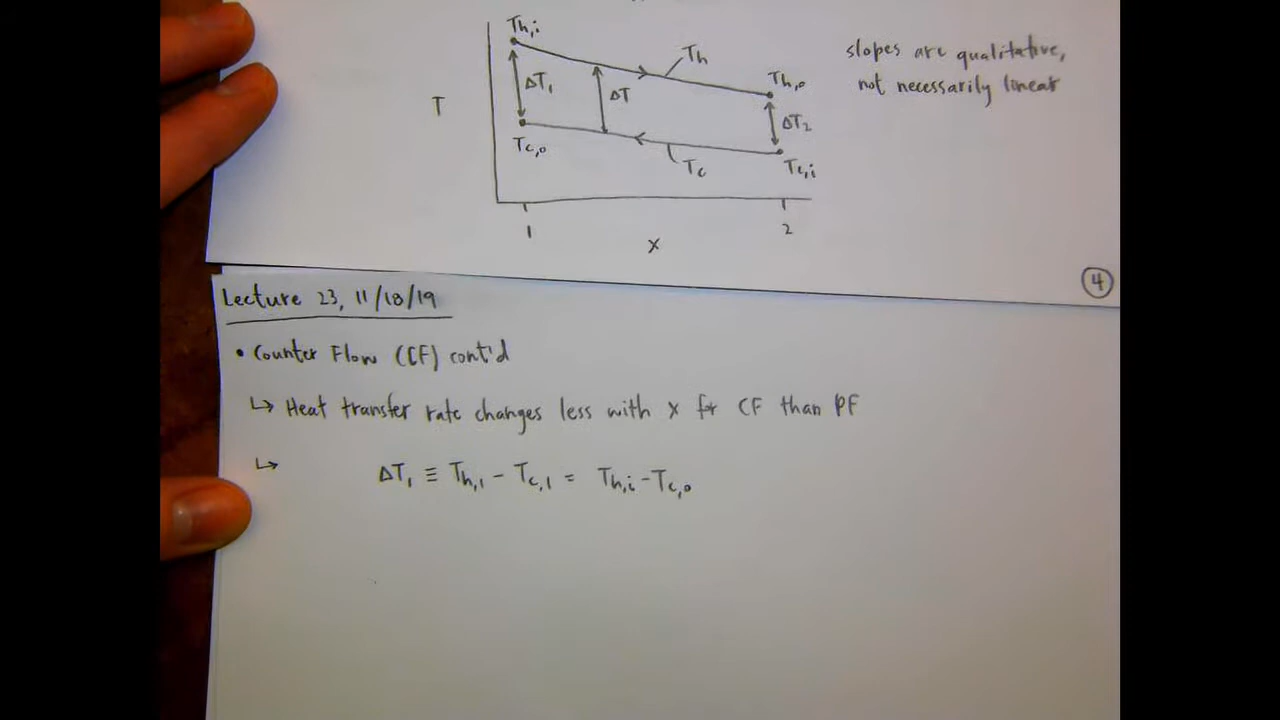 Th,i
Th
slopes are qualitative,
not necessarily linear
Th,o
ΔT1
ΔT
T
ΔT2
Tc,o
Tc
Tc,i
1
2
x
4
Lecture 23, 11/18/19
• Counter Flow (CF) cont'd
↳ Heat transfer rate changes less with x for CF than PF
↳ ΔT1 ≡ Th,1 - Tc,1 = Th,i - Tc,o